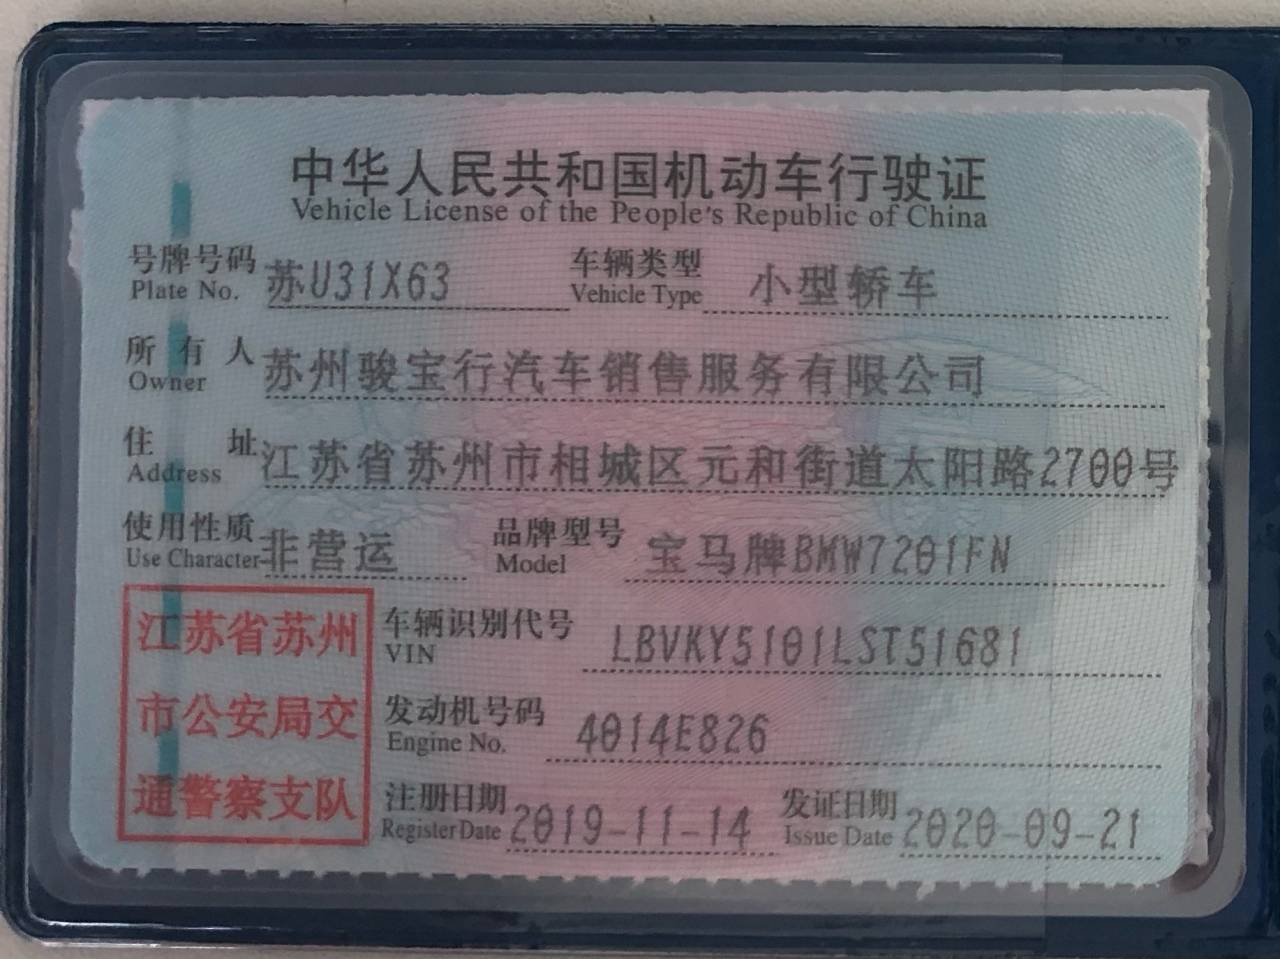 中华人民共和国机动车行驶证
Vehicle License of the People's Republic of China
号牌号码 苏U31X63 车辆类型 小型轿车
Plate No. Vehicle Type
所有人 苏州骏宝行汽车销售服务有限公司
Owner
住址 江苏省苏州市相城区元和街道太阳路2700号
Address
使用性质 非营运 品牌型号 宝马牌BMW7201FN
Use Character Model
江苏省苏州
市公安局交
通警察支队
车辆识别代号 LBVKY5101LST51681
VIN
发动机号码 4014E826
Engine No.
注册日期 2019-11-14 发证日期 2020-09-21
Register Date Issue Date